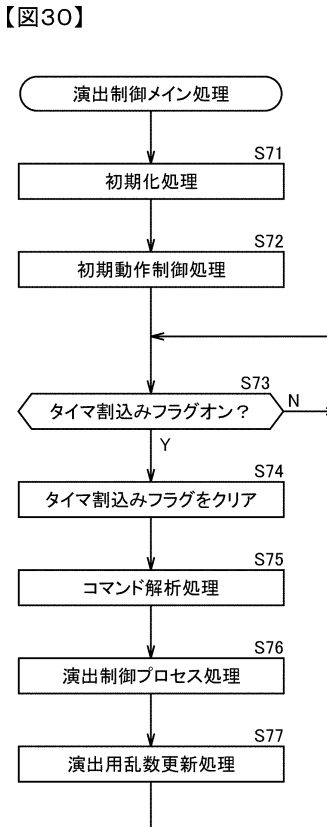 【図30】
演出制御メイン処理
S71
初期化処理
S72
初期動作制御処理
S73
タイマ割込みフラグオン？
N
Y
S74
タイマ割込みフラグをクリア
S75
コマンド解析処理
S76
演出制御プロセス処理
S77
演出用乱数更新処理